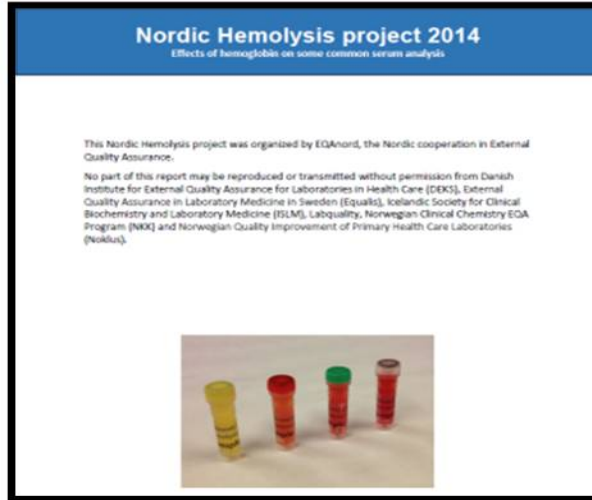 Nordic Hemolysis project 2014
Effects of hemoglobin on some common serum analysis
This Nordic Hemolysis project was organized by EQAnord, the Nordic cooperation in External
Quality Assurance.
No part of this report may be reproduced or transmitted without permission from Danish
Institute for External Quality Assurance for Laboratories in Health Care (DEKS), External
Quality Assurance in Laboratory Medicine in Sweden (Equalis), Icelandic Society for Clinical
Biochemistry and Laboratory Medicine (ISLM), Labquality, Norwegian Clinical Chemistry EQA
Program (NKK) and Norwegian Quality Improvement of Primary Health Care Laboratories
(Noklus).